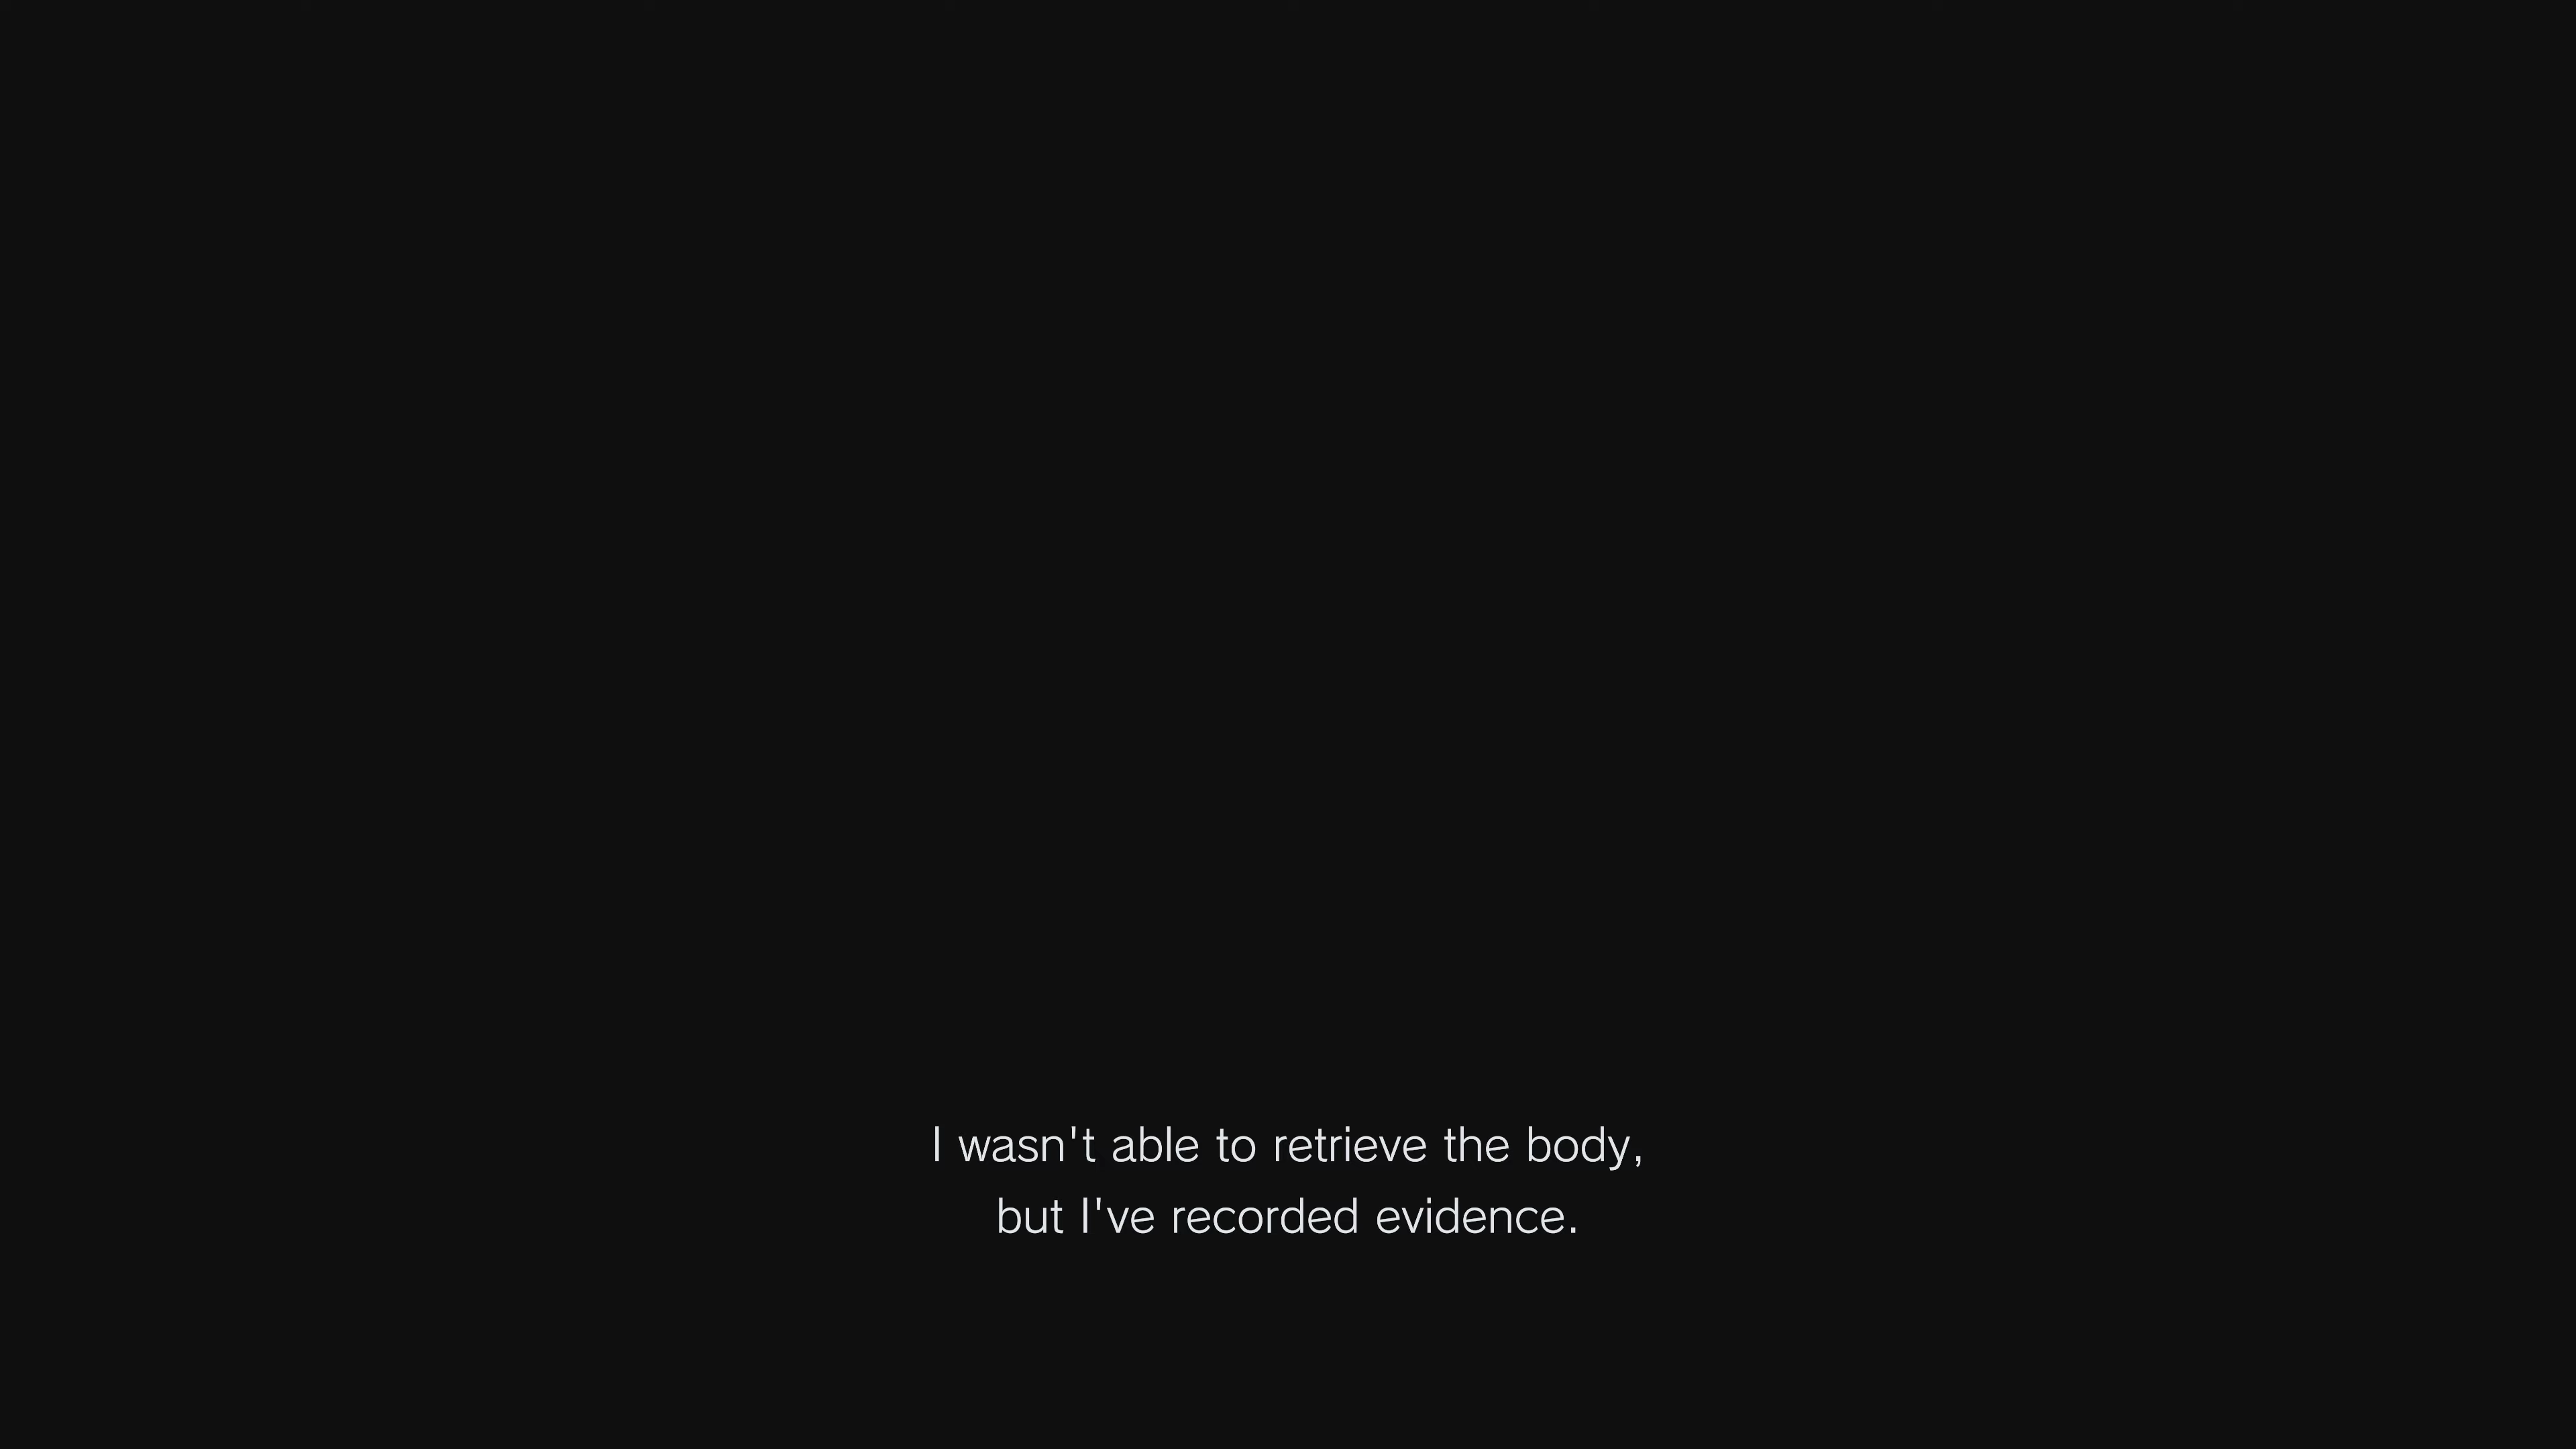 I wasn't able to retrieve the body,
but I've recorded evidence.